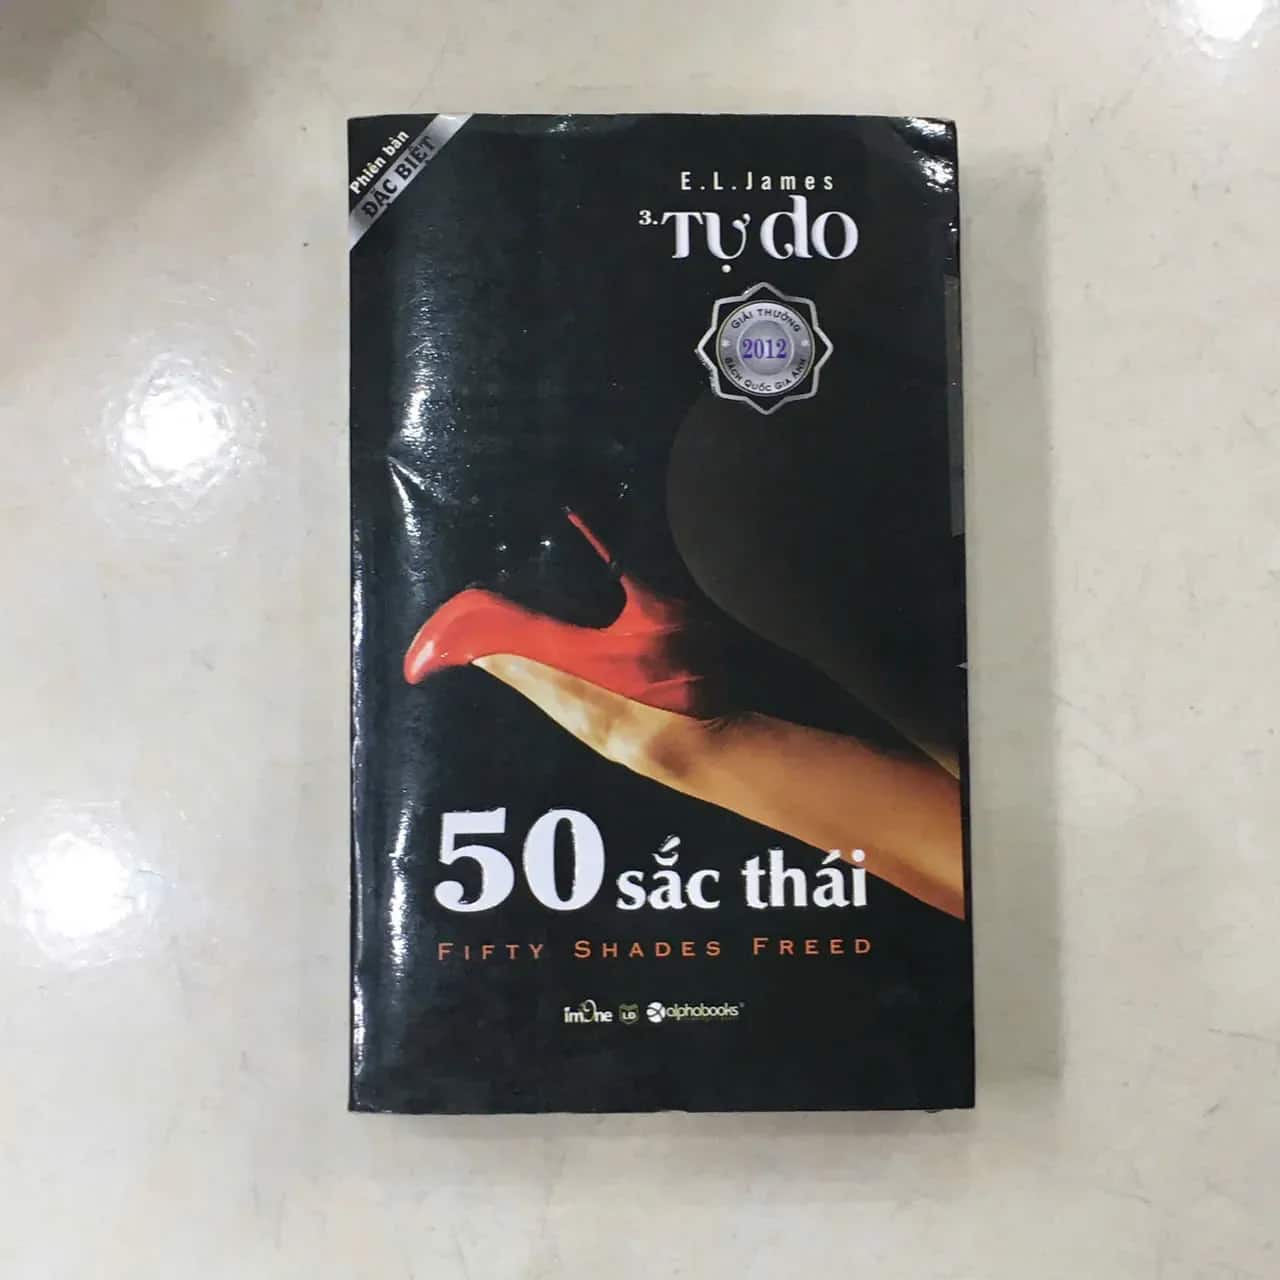 Phiên bản
ĐẶC BIỆT
E.L.James
3. Tự do
GIẢI THƯỞNG
2012
SÁCH QUỐC GIA ANH
50 sắc thái
FIFTY SHADES FREED
imOne LD alphabooks